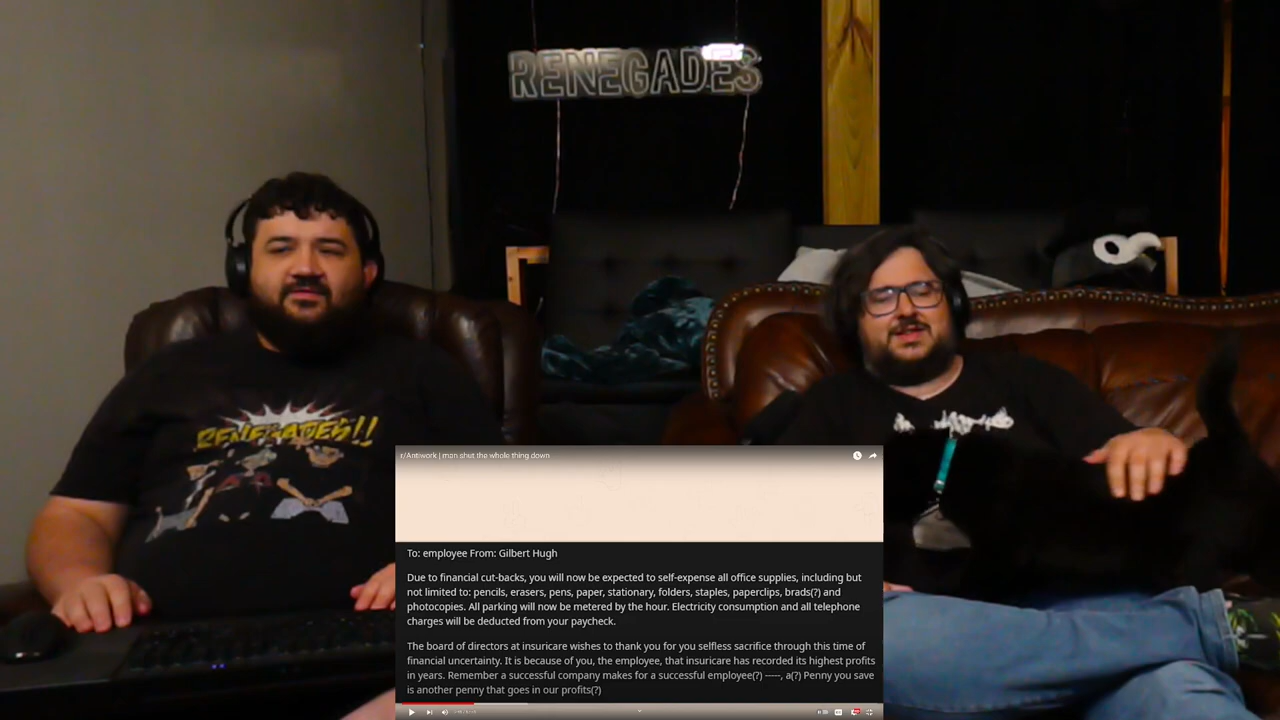 RENEGADES
RENEGADES!!
r/Antiwork | man shut the whole thing down
To: employee From: Gilbert Hugh
Due to financial cut-backs, you will now be expected to self-expense all office supplies, including but
not limited to: pencils, erasers, pens, paper, stationary, folders, staples, paperclips, brads(?) and
photocopies. All parking will now be metered by the hour. Electricity consumption and all telephone
charges will be deducted from your paycheck.
The board of directors at insuricare wishes to thank you for you selfless sacrifice through this time of
financial uncertainty. It is because of you, the employee, that insuricare has recorded its highest profits
in years. Remember a successful company makes for a successful employee(?) -----, a(?) Penny you save
is another penny that goes in our profits(?)